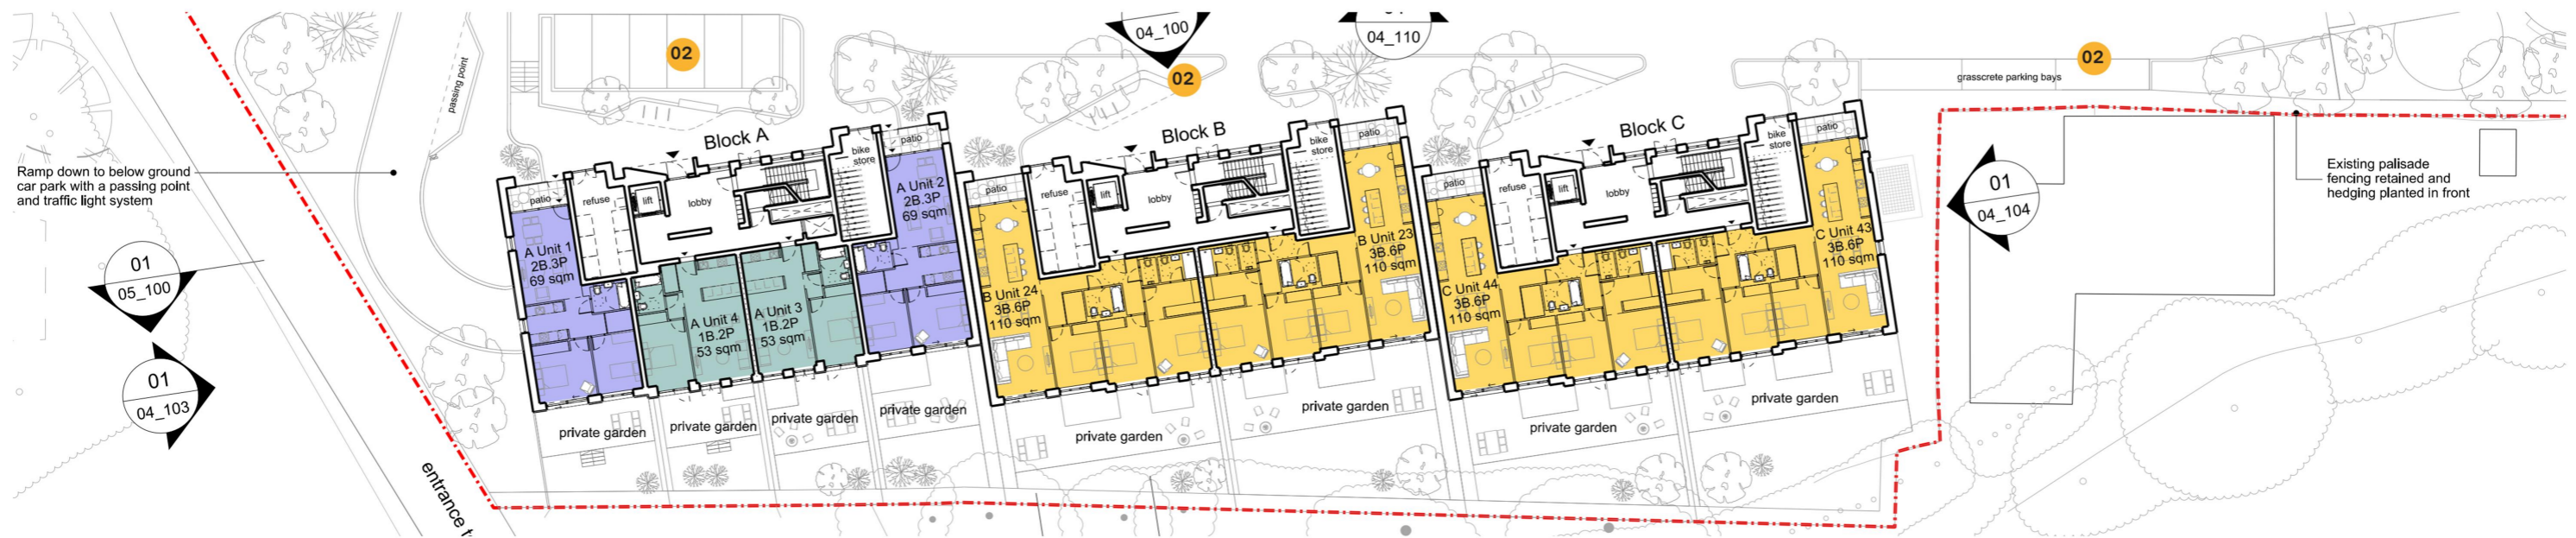 Ramp down to below ground
car park with a passing point
and traffic light system
01
05_100
01
04_103
entrance
passing point
02
04_100
02
04_110
02
grasscrete parking bays
01
04_104
Existing palisade
fencing retained and
hedging planted in front
Block A
patio
refuse
lift
lobby
bike
store
patio
A Unit 1
2B.3P
69 sqm
A Unit 4
1B.2P
53 sqm
A Unit 3
1B.2P
53 sqm
A Unit 2
2B.3P
69 sqm
private garden
private garden
private garden
private garden
Block B
patio
refuse
lift
lobby
bike
store
patio
B Unit 24
3B.6P
110 sqm
B Unit 23
3B.6P
110 sqm
private garden
private garden
Block C
patio
refuse
lift
lobby
bike
store
patio
C Unit 44
3B.6P
110 sqm
C Unit 43
3B.6P
110 sqm
private garden
private garden